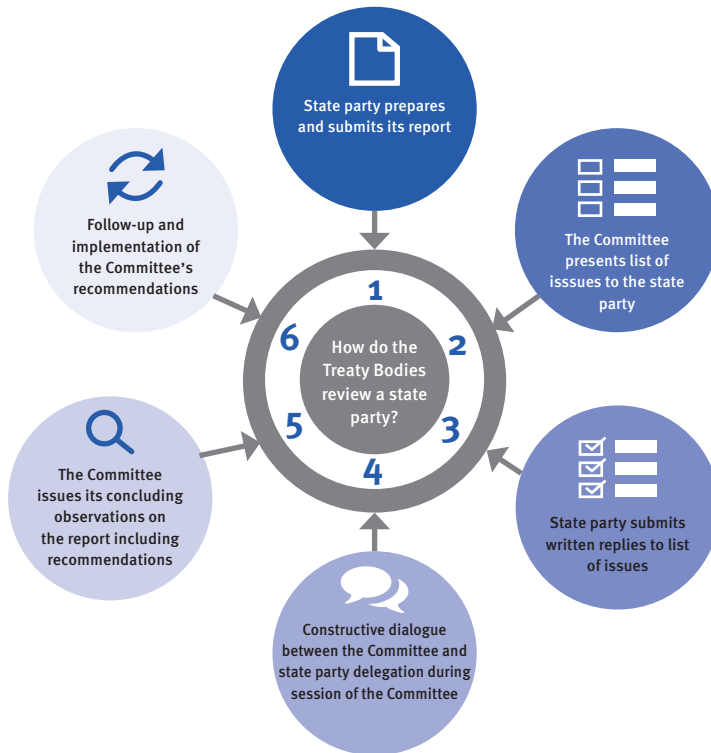 State party prepares
and submits its report
The Committee
presents list of
isssues to the state
party
State party submits
written replies to list
of issues
Constructive dialogue
between the Committee and
state party delegation during
session of the Committee
The Committee
issues its concluding
observations on
the report including
recommendations
Follow-up and
implementation of
the Committee’s
recommendations
1
2
3
4
5
6
How do the
Treaty Bodies
review a state
party?